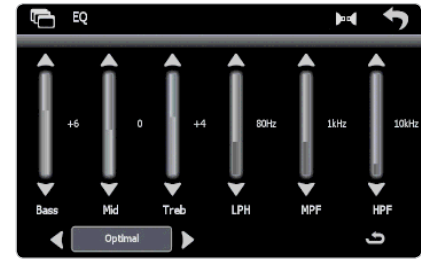 EQ
+6 0 +4 80Hz 1kHz 10kHz
Bass Mid Treb LPH MPF HPF
Optimal